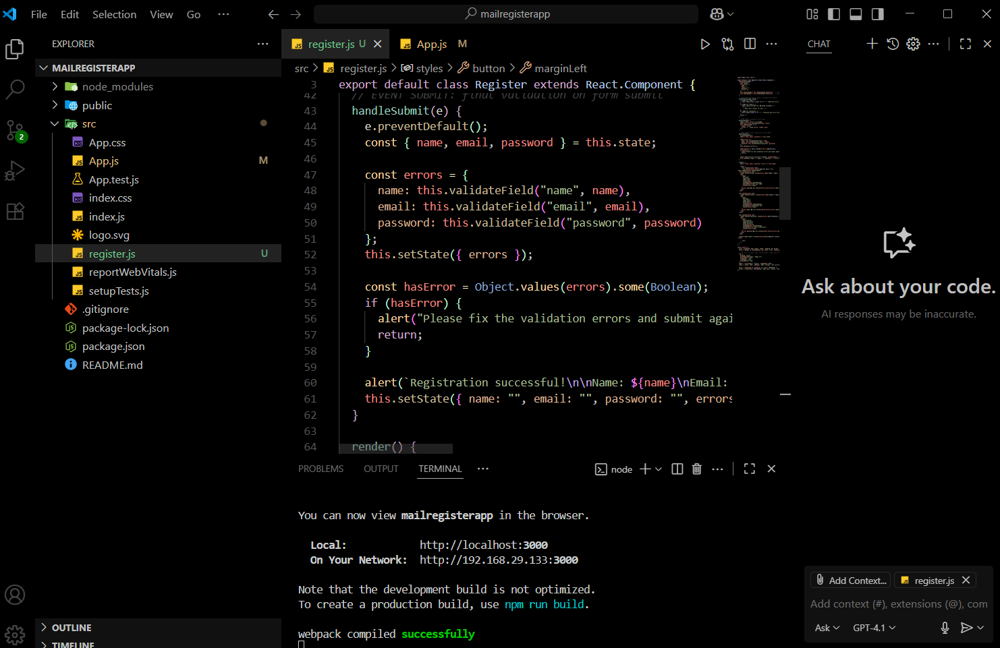 File Edit Selection View Go ··· mailregisterapp
EXPLORER ···
MAILREGISTERAPP
node_modules
public
src
App.css
App.js M
App.test.js
index.css
index.js
logo.svg
register.js U
reportWebVitals.js
setupTests.js
.gitignore
package-lock.json
package.json
README.md
OUTLINE
TIMELINE
2
register.js U App.js M
src > register.js > styles > button > marginLeft
3 export default class Register extends React.Component {
42 // EVENT SUBMIT: final validation on form submit
43 handleSubmit(e) {
44 e.preventDefault();
45 const { name, email, password } = this.state;
46
47 const errors = {
48 name: this.validateField("name", name),
49 email: this.validateField("email", email),
50 password: this.validateField("password", password)
51 };
52 this.setState({ errors });
53
54 const hasError = Object.values(errors).some(Boolean);
55 if (hasError) {
56 alert("Please fix the validation errors and submit agai
57 return;
58 }
59
60 alert(`Registration successful!\n\nName: ${name}\nEmail:
61 this.setState({ name: "", email: "", password: "", errors
62 }
63
64 render() {
PROBLEMS OUTPUT TERMINAL ··· node
You can now view mailregisterapp in the browser.
Local: http://localhost:3000
On Your Network: http://192.168.29.133:3000
Note that the development build is not optimized.
To create a production build, use npm run build.
webpack compiled successfully
CHAT
Ask about your code.
AI responses may be inaccurate.
Add Context... register.js
Add context (#), extensions (@), com
Ask GPT-4.1